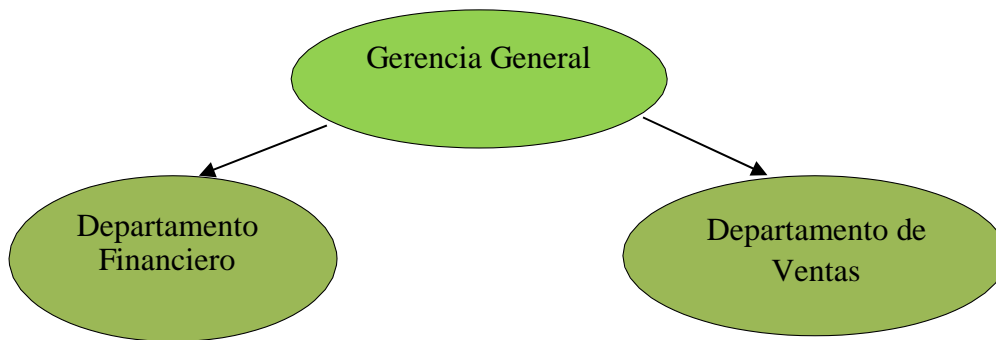 Gerencia General
Departamento
Financiero
Departamento de
Ventas